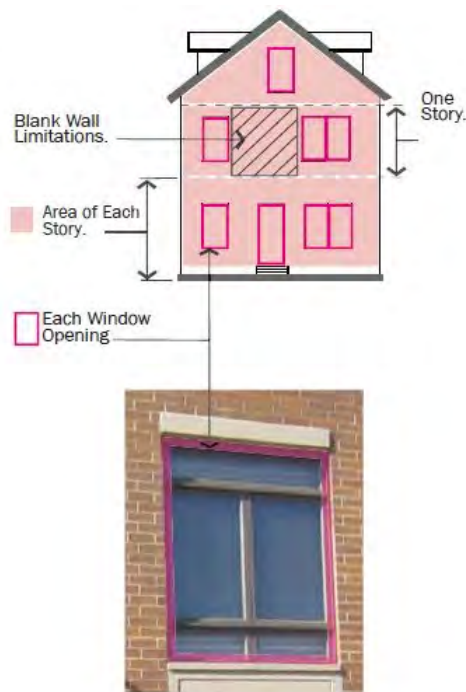 One
Story.
Blank Wall
Limitations.
Area of Each
Story.
Each Window
Opening